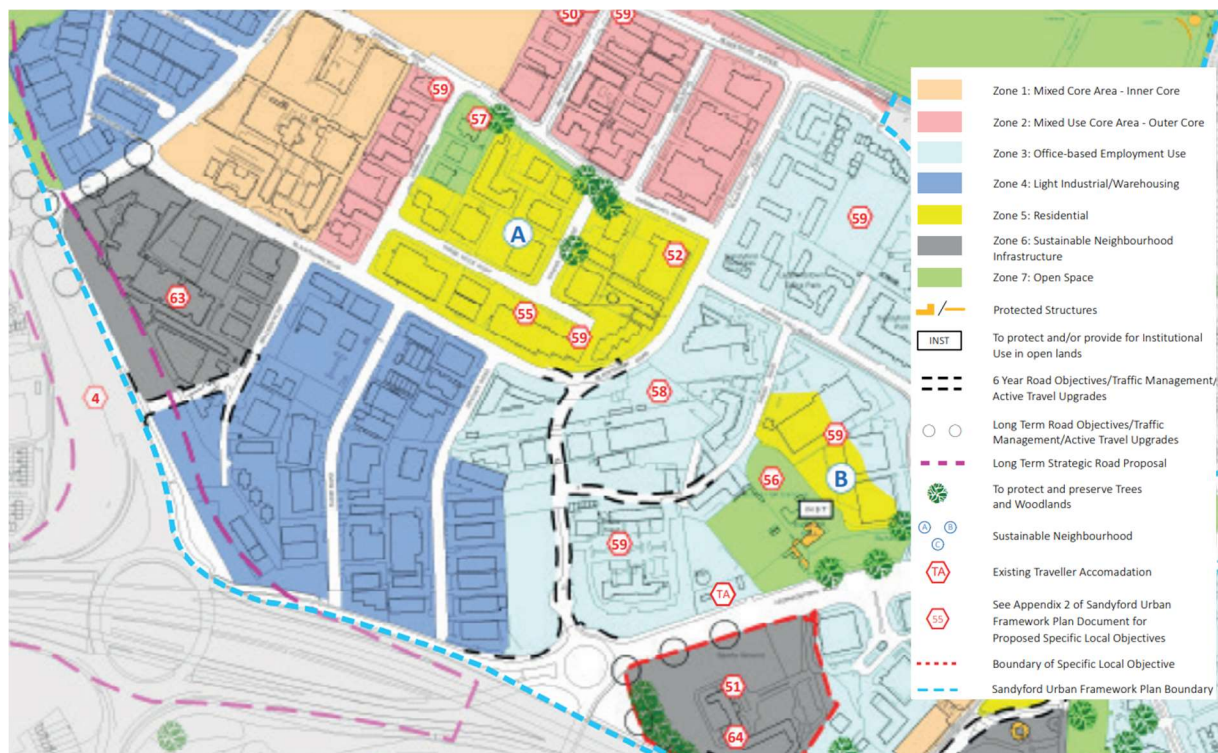 50
59
59
57
59
A
52
63
55
59
4
58
59
B
56
INST
59
TA
51
64
Zone 1: Mixed Core Area - Inner Core
Zone 2: Mixed Use Core Area - Outer Core
Zone 3: Office-based Employment Use
Zone 4: Light Industrial/Warehousing
Zone 5: Residential
Zone 6: Sustainable Neighbourhood
Infrastructure
Zone 7: Open Space
Protected Structures
INST
To protect and/or provide for Institutional
Use in open lands
6 Year Road Objectives/Traffic Management/
Active Travel Upgrades
Long Term Road Objectives/Traffic
Management/Active Travel Upgrades
Long Term Strategic Road Proposal
To protect and preserve Trees
and Woodlands
A B
C
Sustainable Neighbourhood
TA
Existing Traveller Accomadation
55
See Appendix 2 of Sandyford Urban
Framework Plan Document for
Proposed Specific Local Objectives
Boundary of Specific Local Objective
Sandyford Urban Framework Plan Boundary